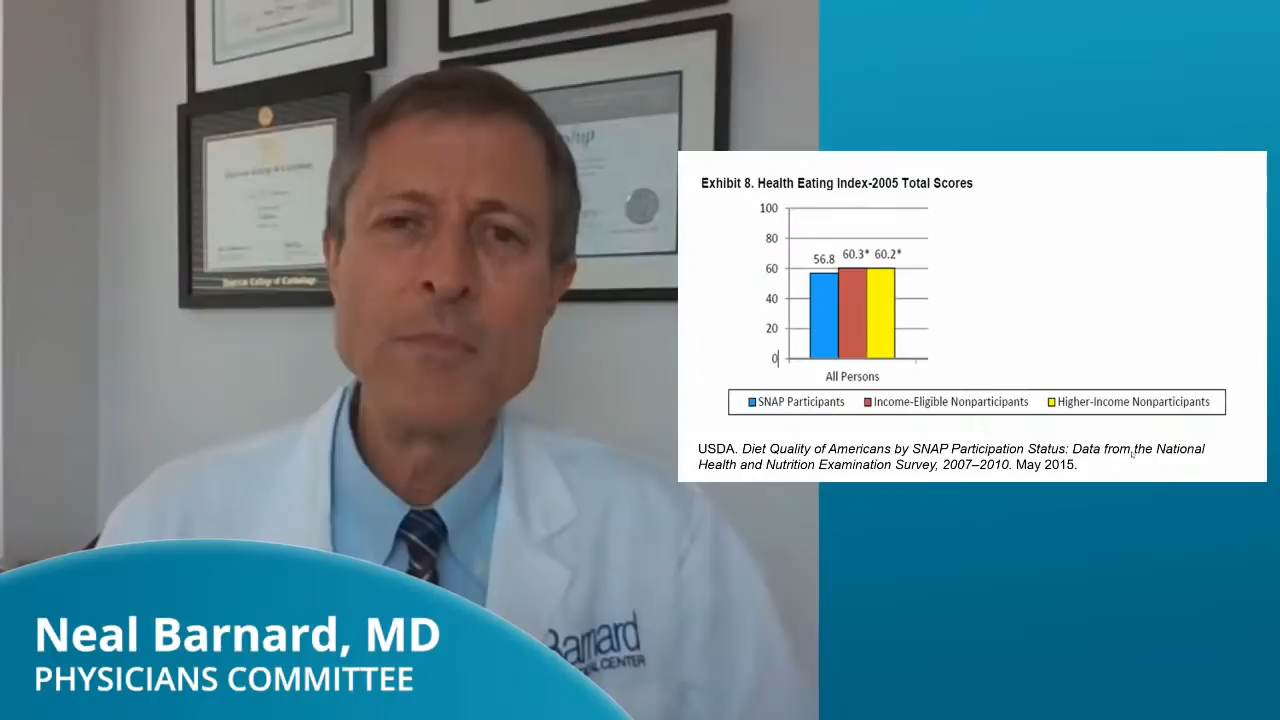 Exhibit 8. Health Eating Index-2005 Total Scores
100
80
60
40
20
0
56.8 60.3* 60.2*
All Persons
SNAP Participants Income-Eligible Nonparticipants Higher-Income Nonparticipants
USDA. Diet Quality of Americans by SNAP Participation Status: Data from the National
Health and Nutrition Examination Survey, 2007–2010. May 2015.
Barnard
CENTER
Neal Barnard, MD
PHYSICIANS COMMITTEE